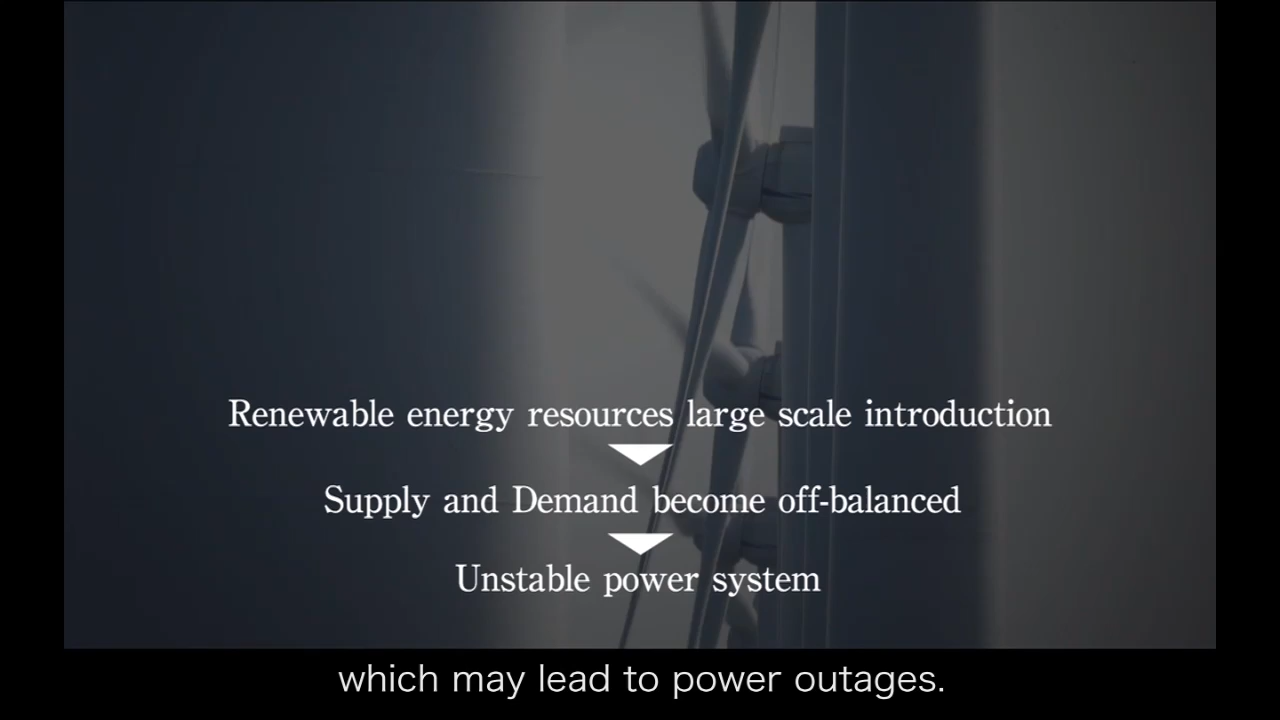 Renewable energy resources large scale introduction
Supply and Demand become off-balanced
Unstable power system
which may lead to power outages.